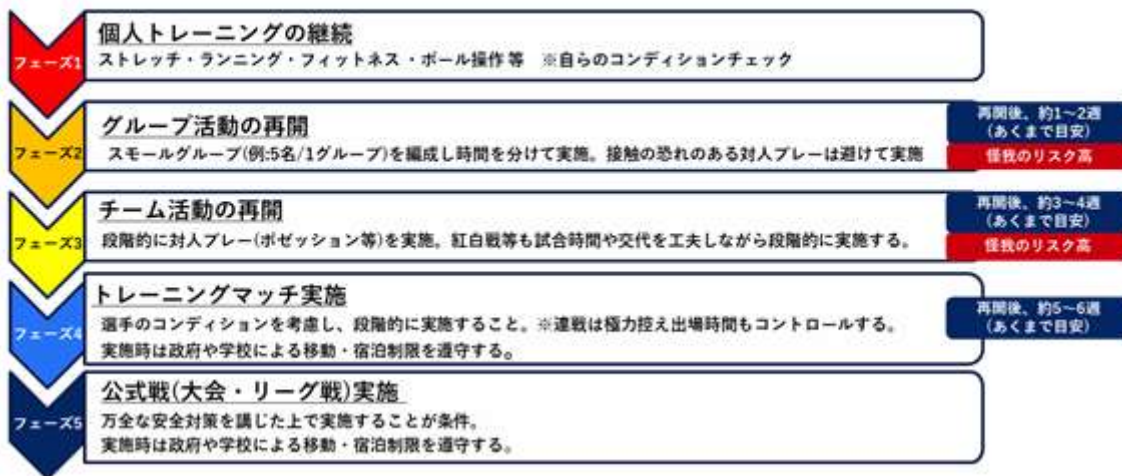 フェーズ1
個人トレーニングの継続
ストレッチ・ランニング・フィットネス・ボール操作 等　※自らのコンディションチェック
フェーズ2
グループ活動の再開
スモールグループ(例:5名/1グループ)を編成し時間を分けて実施。接触の恐れのある対人プレーは避けて実施
再開後、約1~2週
(あくまで目安)
怪我のリスク高
フェーズ3
チーム活動の再開
段階的に対人プレー(ポゼッション等)を実施。紅白戦等も試合時間や交代を工夫しながら段階的に実施する。
再開後、約3~4週
(あくまで目安)
怪我のリスク高
フェーズ4
トレーニングマッチ実施
選手のコンディションを考慮し、段階的に実施すること。※連戦は極力控え出場時間もコントロールする。
実施時は政府や学校による移動・宿泊制限を遵守する。
再開後、約5~6週
(あくまで目安)
フェーズ5
公式戦(大会・リーグ戦)実施
万全な安全対策を講じた上で実施することが条件。
実施時は政府や学校による移動・宿泊制限を遵守する。